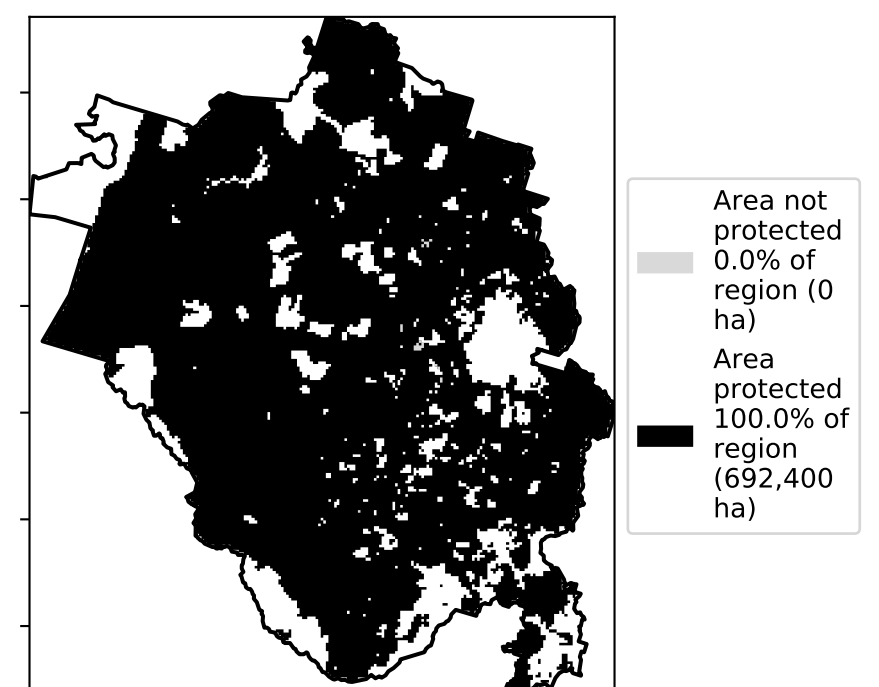 Area not
protected
0.0% of
region (0
ha)
Area
protected
100.0% of
region
(692,400
ha)